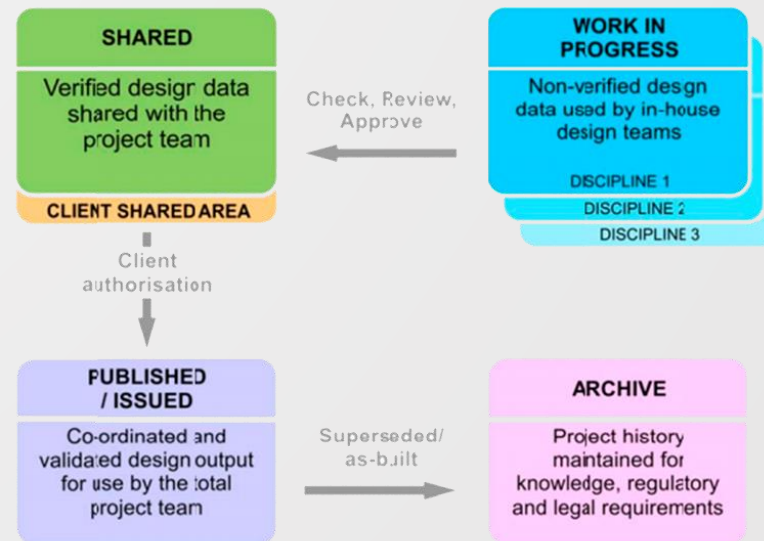 SHARED
Verified design data
shared with the
project team
CLIENT SHARED AREA
Check, Review,
Approve
WORK IN
PROGRESS
Non-verified design
data used by in-house
design teams
DISCIPLINE 1
DISCIPLINE 2
DISCIPLINE 3
Client
authorisation
PUBLISHED
/ ISSUED
Co-ordinated and
validated design output
for use by the total
project team
Superseded/
as-built
ARCHIVE
Project history
maintained for
knowledge, regulatory
and legal requirements